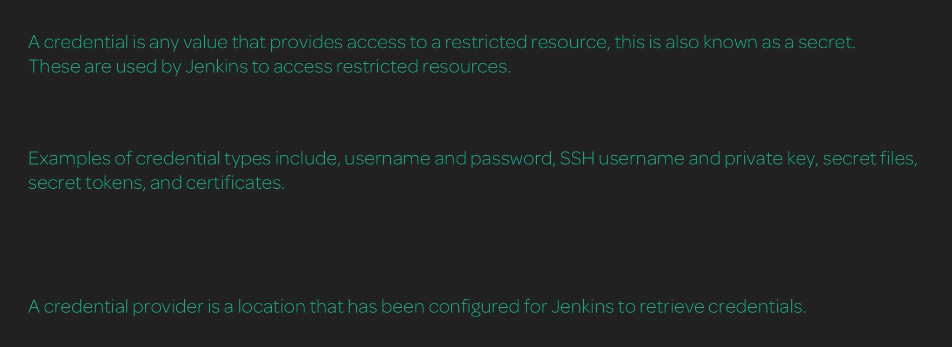 A credential is any value that provides access to a restricted resource, this is also known as a secret.
These are used by Jenkins to access restricted resources.
Examples of credential types include, username and password, SSH username and private key, secret files,
secret tokens, and certificates.
A credential provider is a location that has been configured for Jenkins to retrieve credentials.